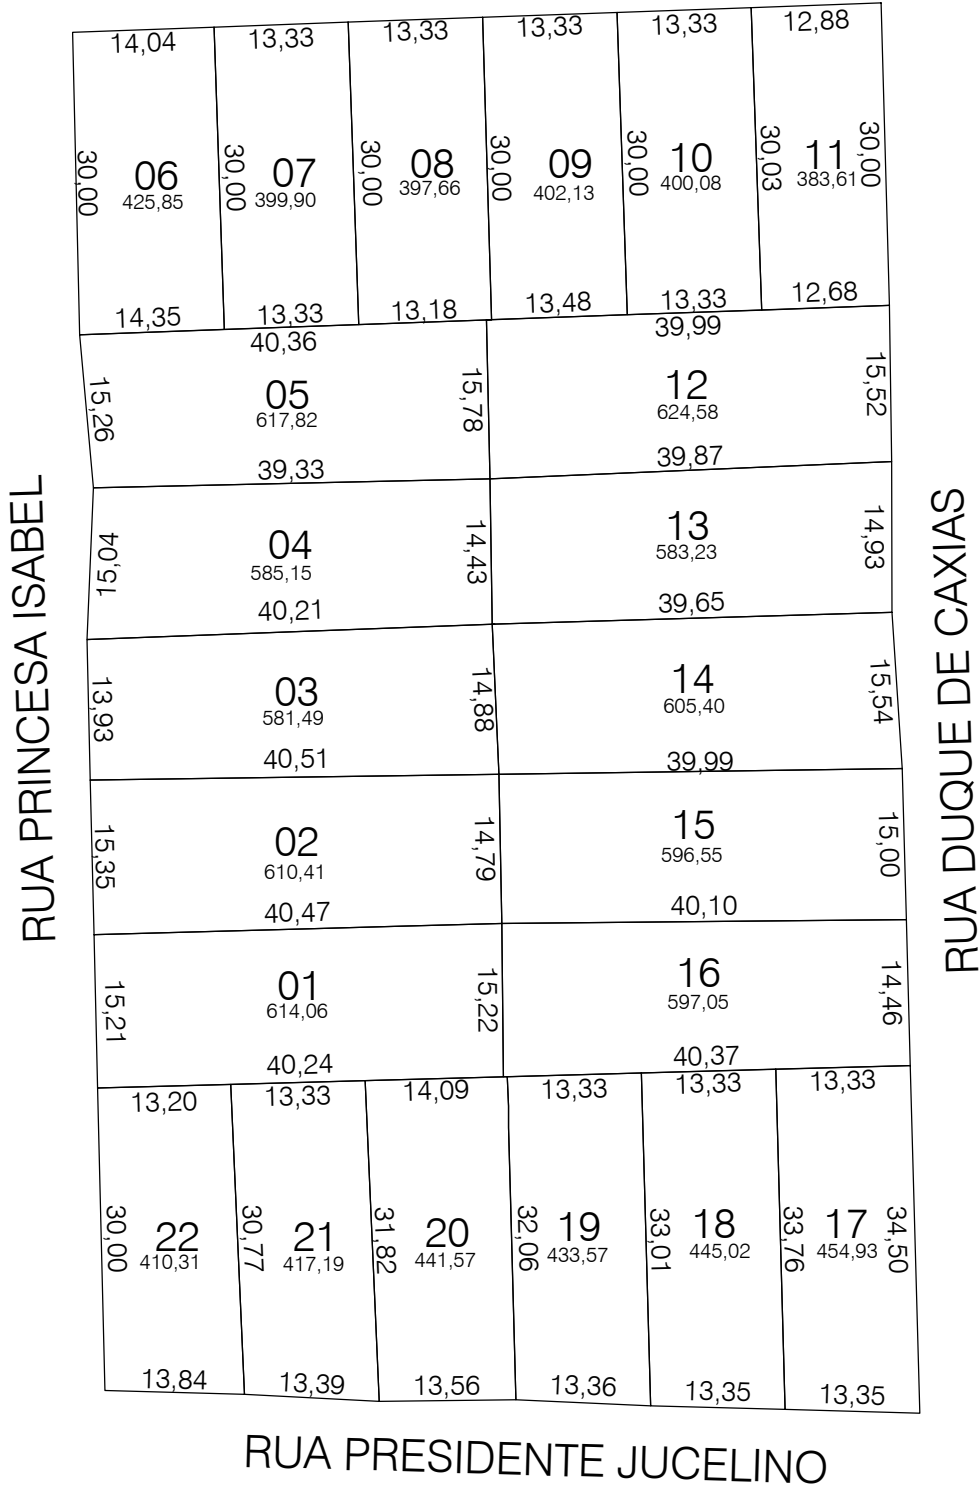 14,04 13,33 13,33 13,33 13,33 12,88
30,00 30,00 30,00 30,00 30,00 30,03 30,00
06 07 08 09 10 11
425,85 399,90 397,66 402,13 400,08 383,61
14,35 13,33 13,18 13,48 13,33 12,68
40,36 39,99
15,26 15,78 15,52
05 12
617,82 624,58
39,33 39,87
15,04 14,43 14,93
04 13
585,15 583,23
40,21 39,65
13,93 14,88 15,54
03 14
581,49 605,40
40,51 39,99
15,35 14,79 15,00
02 15
610,41 596,55
40,47 40,10
15,21 15,22 14,46
01 16
614,06 597,05
40,24 40,37
13,20 13,33 14,09 13,33 13,33 13,33
30,00 30,77 31,82 32,06 33,01 33,76 34,50
22 21 20 19 18 17
410,31 417,19 441,57 433,57 445,02 454,93
13,84 13,39 13,56 13,36 13,35 13,35
RUA PRINCESA ISABEL
RUA DUQUE DE CAXIAS
RUA PRESIDENTE JUCELINO